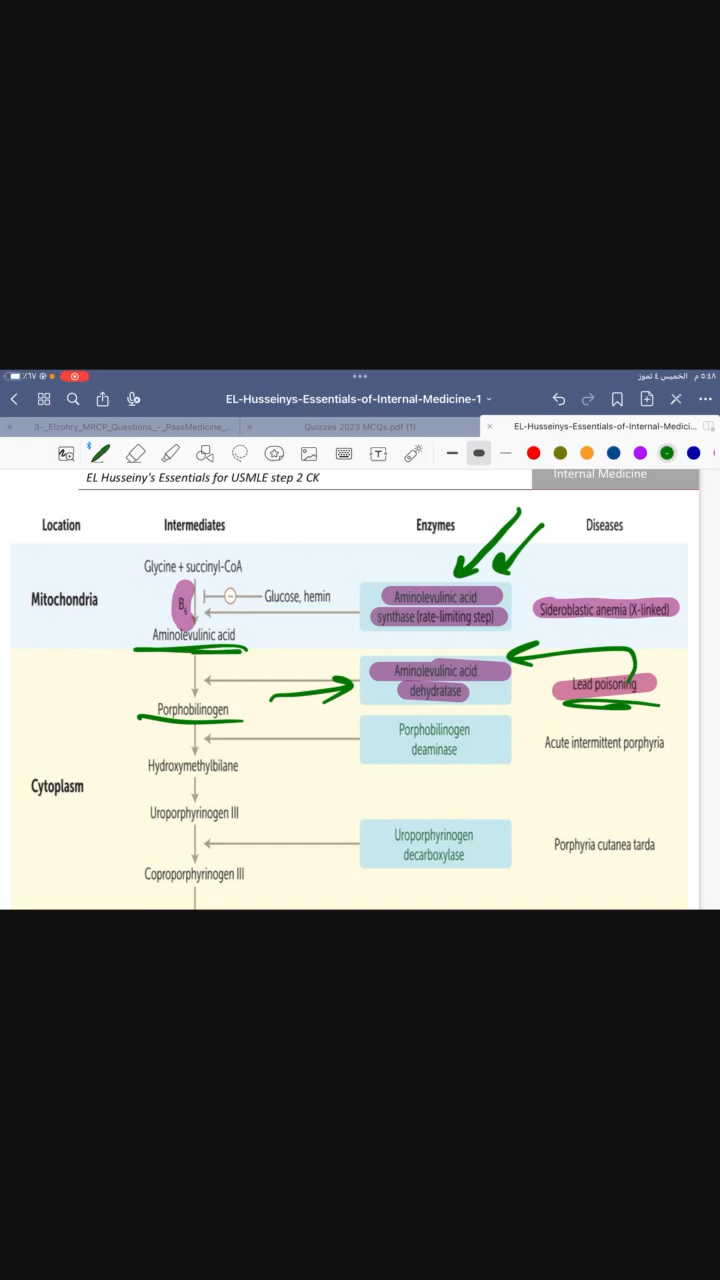 ٪٦٧
٥:٤٨ م الخميس ٤ تموز
EL-Husseinys-Essentials-of-Internal-Medicine-1
3-_Elzohry_MRCP_Questions_-_PassMedicine_...
Quizzes 2023 MCQs.pdf (1)
EL-Husseinys-Essentials-of-Internal-Medici...
EL Husseiny's Essentials for USMLE step 2 CK
Internal Medicine
Location Intermediates Enzymes Diseases
Glycine + succinyl-CoA
Mitochondria
B6
Glucose, hemin
Aminolevulinic acid
synthase (rate-limiting step)
Sideroblastic anemia (X-linked)
Aminolevulinic acid
Aminolevulinic acid
dehydratase
Lead poisoning
Porphobilinogen
Porphobilinogen
deaminase
Acute intermittent porphyria
Hydroxymethylbilane
Cytoplasm
Uroporphyrinogen III
Uroporphyrinogen
decarboxylase
Porphyria cutanea tarda
Coproporphyrinogen III